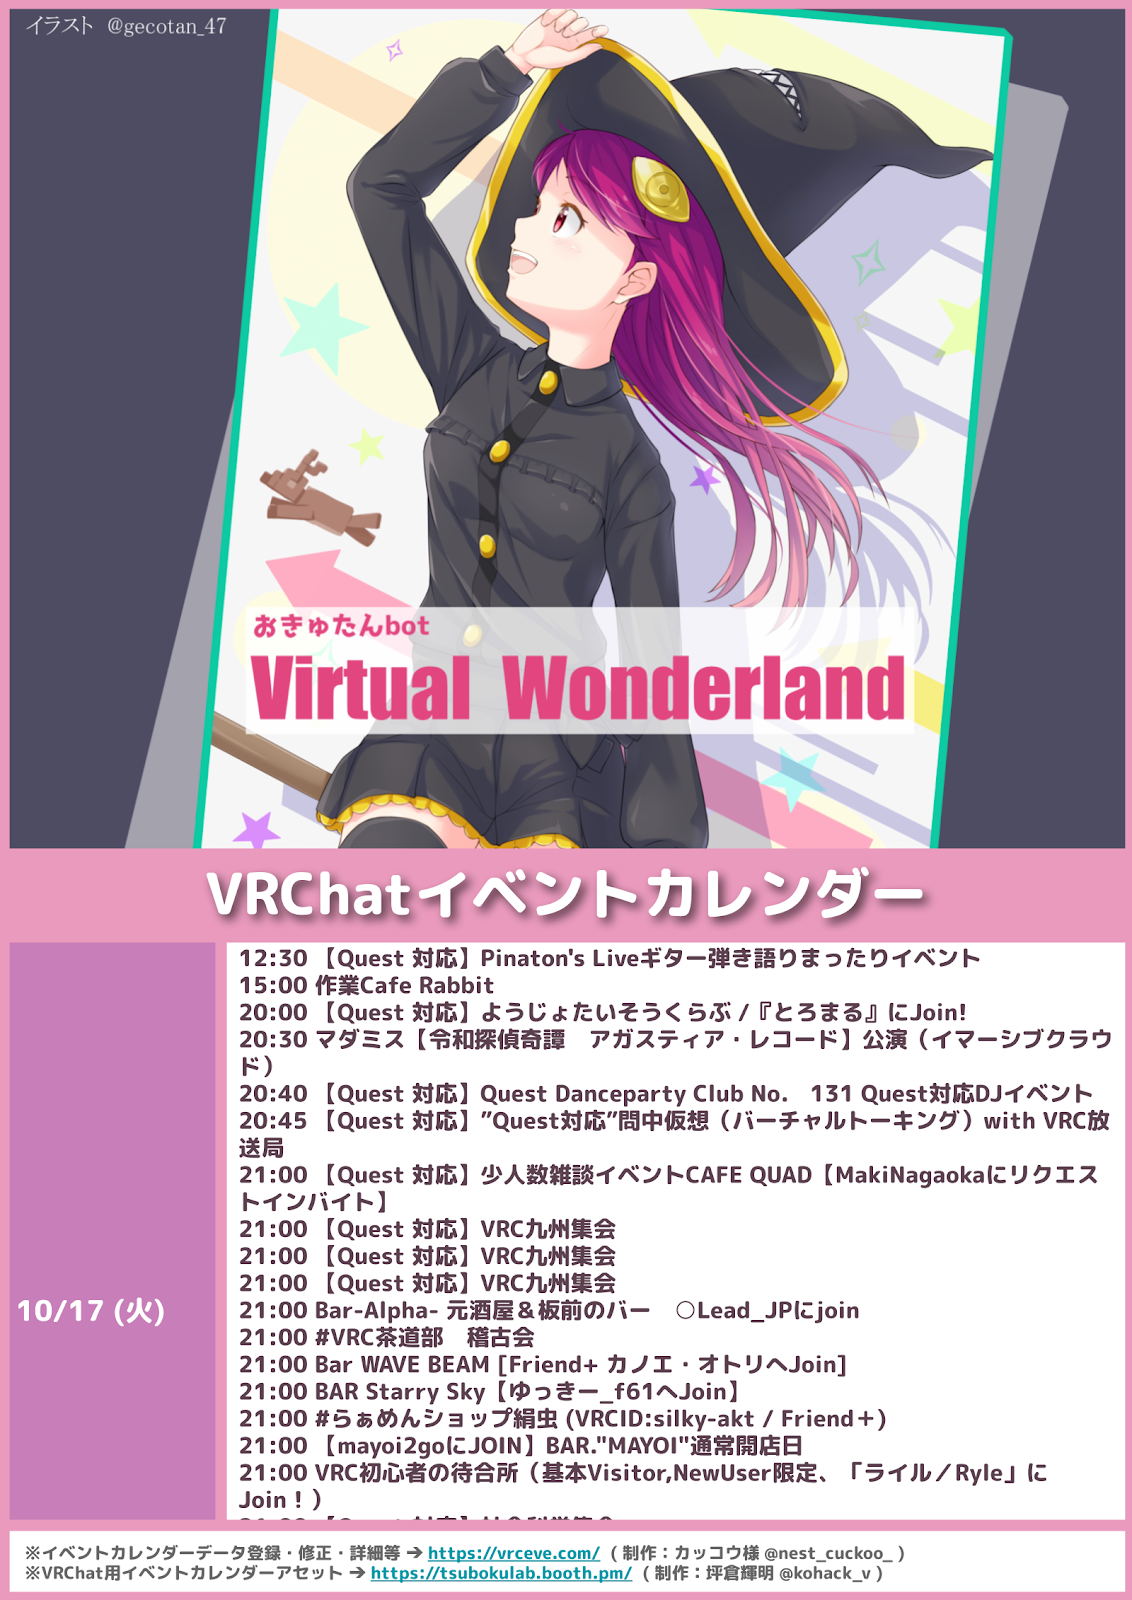 イラスト @gecotan_47
おきゅたんbot
Virtual Wonderland
VRChatイベントカレンダー
10/17 (火)
12:30 【Quest 対応】Pinaton's Liveギター弾き語りまったりイベント
15:00 作業Cafe Rabbit
20:00 【Quest 対応】ようじょたいそうくらぶ /『とろまる』にJoin!
20:30 マダミス【令和探偵奇譚　アガスティア・レコード】公演（イマーシブクラウ
ド）
20:40 【Quest 対応】Quest Danceparty Club No.　131 Quest対応DJイベント
20:45 【Quest 対応】”Quest対応”問中仮想（バーチャルトーキング）with VRC放
送局
21:00 【Quest 対応】少人数雑談イベントCAFE QUAD【MakiNagaokaにリクエス
トインバイト】
21:00 【Quest 対応】VRC九州集会
21:00 【Quest 対応】VRC九州集会
21:00 【Quest 対応】VRC九州集会
21:00 Bar-Alpha- 元酒屋＆板前のバー　○Lead_JPにjoin
21:00 #VRC茶道部　稽古会
21:00 Bar WAVE BEAM [Friend+ カノエ・オトリへJoin]
21:00 BAR Starry Sky【ゆっきー_f61へJoin】
21:00 #らぁめんショップ絹虫 (VRCID:silky-akt / Friend＋)
21:00 【mayoi2goにJOIN】BAR."MAYOI"通常開店日
21:00 VRC初心者の待合所（基本Visitor,NewUser限定、「ライル／Ryle」に
Join！）
※イベントカレンダーデータ登録・修正・詳細等 ➔ https://vrceve.com/ ( 制作：カッコウ様 @nest_cuckoo_ )
※VRChat用イベントカレンダーアセット ➔ https://tsubokulab.booth.pm/ ( 制作：坪倉輝明 @kohack_v )